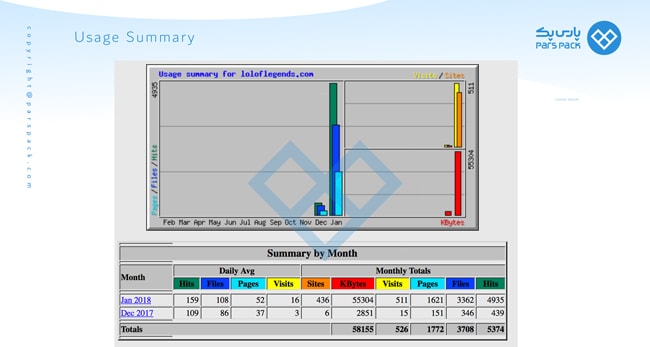 Usage Summary
پارس‌پک
PARS PACK
copyright@parspack.com
Usage summary for loloflegends.com
Visits/Sites
4935
511
Pages/Files/Hits
55304
Feb Mar Apr May Jun Jul Aug Sep Oct Nov Dec Jan
KBytes
Summary by Month
Month Daily Avg Monthly Totals
Hits Files Pages Visits Sites KBytes Visits Pages Files Hits
Jan 2018 159 108 52 16 436 55304 511 1621 3362 4935
Dec 2017 109 86 37 3 6 2851 15 151 346 439
Totals 58155 526 1772 3708 5374